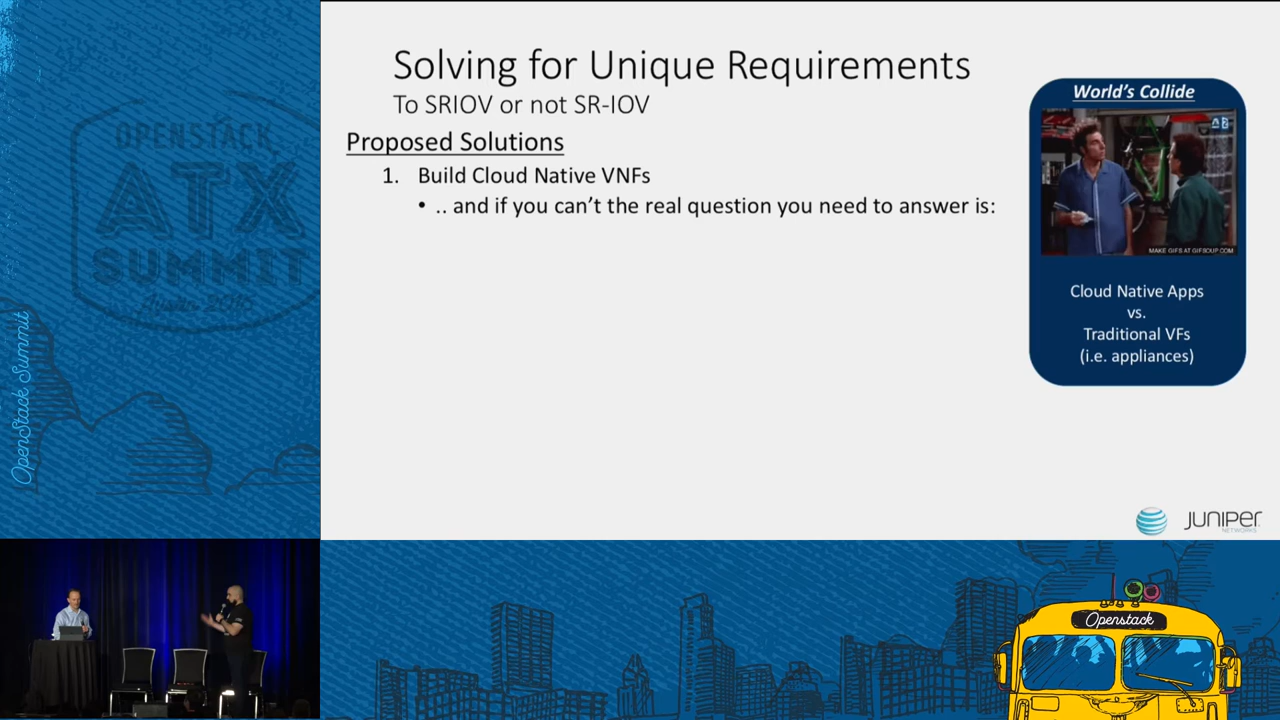 OPENSTACK
ATX
SUMMIT
Austin 2016
OpenStack Summit
Solving for Unique Requirements
To SRIOV or not SR-IOV
Proposed Solutions
1. Build Cloud Native VNFs
• .. and if you can’t the real question you need to answer is:
World’s Collide
MAKE GIFS AT GIFSOUP.COM
Cloud Native Apps
vs.
Traditional VFs
(i.e. appliances)
JUNIPER
NETWORKS
Openstack